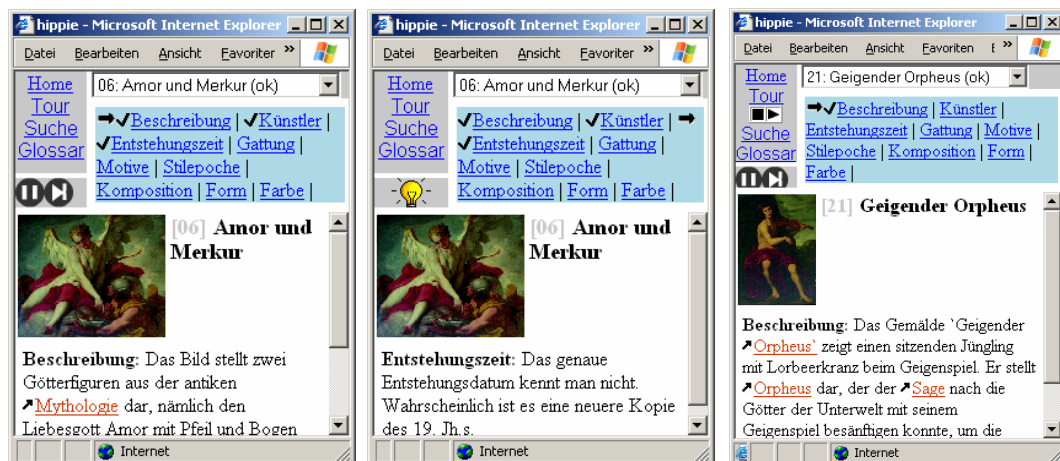 hippie - Microsoft Internet Explorer
Datei Bearbeiten Ansicht Favoriter »
Home
Tour
Suche
Glossar
06: Amor und Merkur (ok)
➡✔Beschreibung | ✔Künstler |
✔Entstehungszeit | Gattung |
Motive | Stilepoche |
Komposition | Form | Farbe |
[06] Amor und
Merkur
Beschreibung: Das Bild stellt zwei
Götterfiguren aus der antiken
↗Mythologie dar, nämlich den
Liebesgott Amor mit Pfeil und Bogen
Internet
hippie - Microsoft Internet Explorer
Datei Bearbeiten Ansicht Favoriter »
Home
Tour
Suche
Glossar
06: Amor und Merkur (ok)
✔Beschreibung | ✔Künstler | ➡
✔Entstehungszeit | Gattung |
Motive | Stilepoche |
Komposition | Form | Farbe |
[06] Amor und
Merkur
Entstehungszeit: Das genaue
Entstehungsdatum kennt man nicht.
Wahrscheinlich ist es eine neuere Kopie
des 19. Jh.s.
Internet
hippie - Microsoft Internet Explorer
Datei Bearbeiten Ansicht Favoriten E »
Home
Tour
Suche
Glossar
21: Geigender Orpheus (ok)
➡✔Beschreibung | Künstler |
Entstehungszeit | Gattung | Motive |
Stilepoche | Komposition | Form |
Farbe |
[21] Geigender Orpheus
Beschreibung: Das Gemälde `Geigender
↗Orpheus` zeigt einen sitzenden Jüngling
mit Lorbeerkranz beim Geigenspiel. Er stellt
↗Orpheus dar, der der ↗Sage nach die
Götter der Unterwelt mit seinem
Geigenspiel besänftigen konnte, um die
Internet